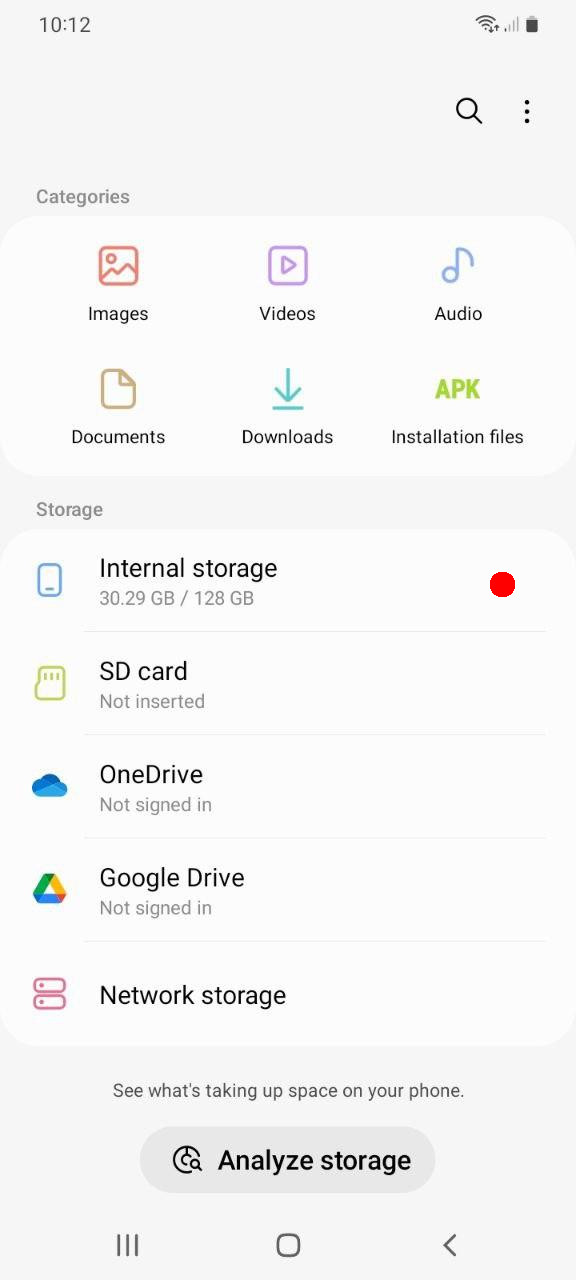 10:12
Categories
Images Videos Audio
Documents Downloads APK Installation files
Storage
Internal storage
30.29 GB / 128 GB
SD card
Not inserted
OneDrive
Not signed in
Google Drive
Not signed in
Network storage
See what's taking up space on your phone.
Analyze storage